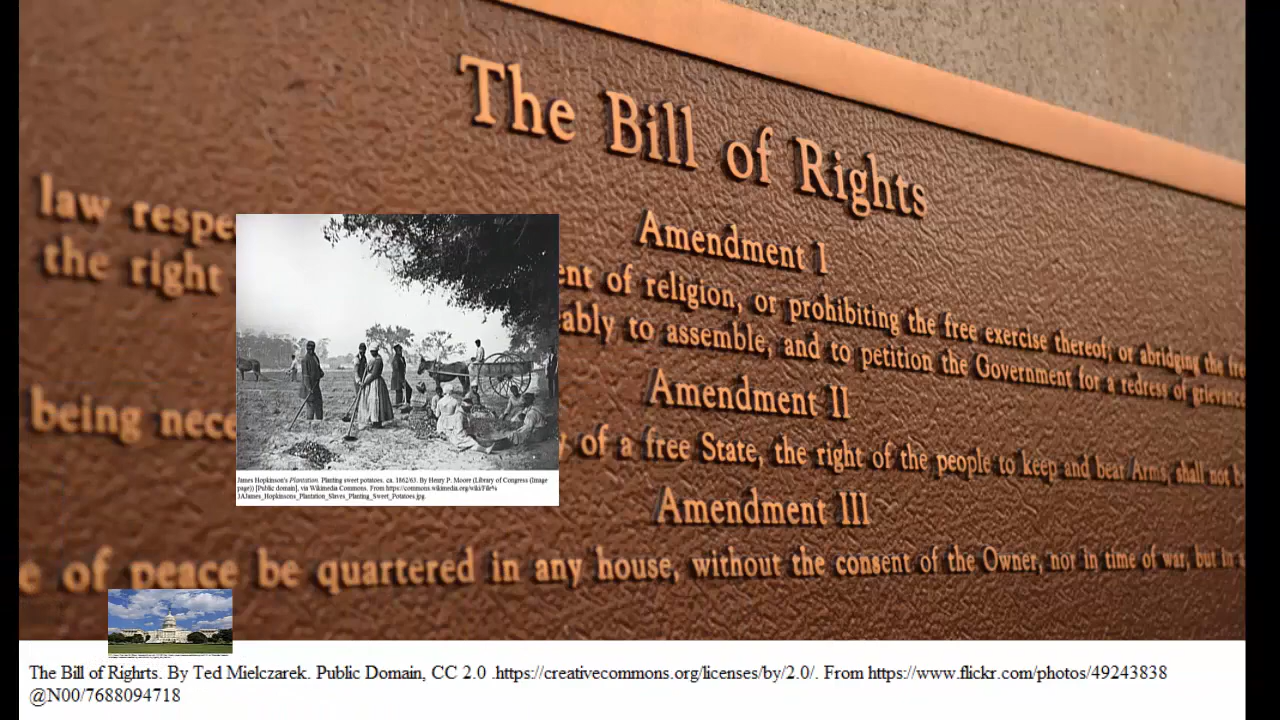 The Bill of Rights
Amendment I
law respe
ent of religion, or prohibiting the free exercise thereof; or abridging the fre
the right
ably to assemble, and to petition the Government for a redress of grievance
Amendment II
being nece
of a free State, the right of the people to keep and bear Arms, shall not b
Amendment III
e of peace be quartered in any house, without the consent of the Owner, nor in time of war, but in a
James Hopkinson's Plantation. Planting sweet potatoes. ca. 1862/63. By Henry P. Moore (Library of Congress (Image
page)) [Public domain], via Wikimedia Commons. From https://commons.wikimedia.org/wiki/File%
3AJames_Hopkinsons_Plantation_Slaves_Planting_Sweet_Potatoes.jpg.
The Bill of Righrts. By Ted Mielczarek. Public Domain, CC 2.0 .https://creativecommons.org/licenses/by/2.0/. From https://www.flickr.com/photos/49243838
@N00/7688094718